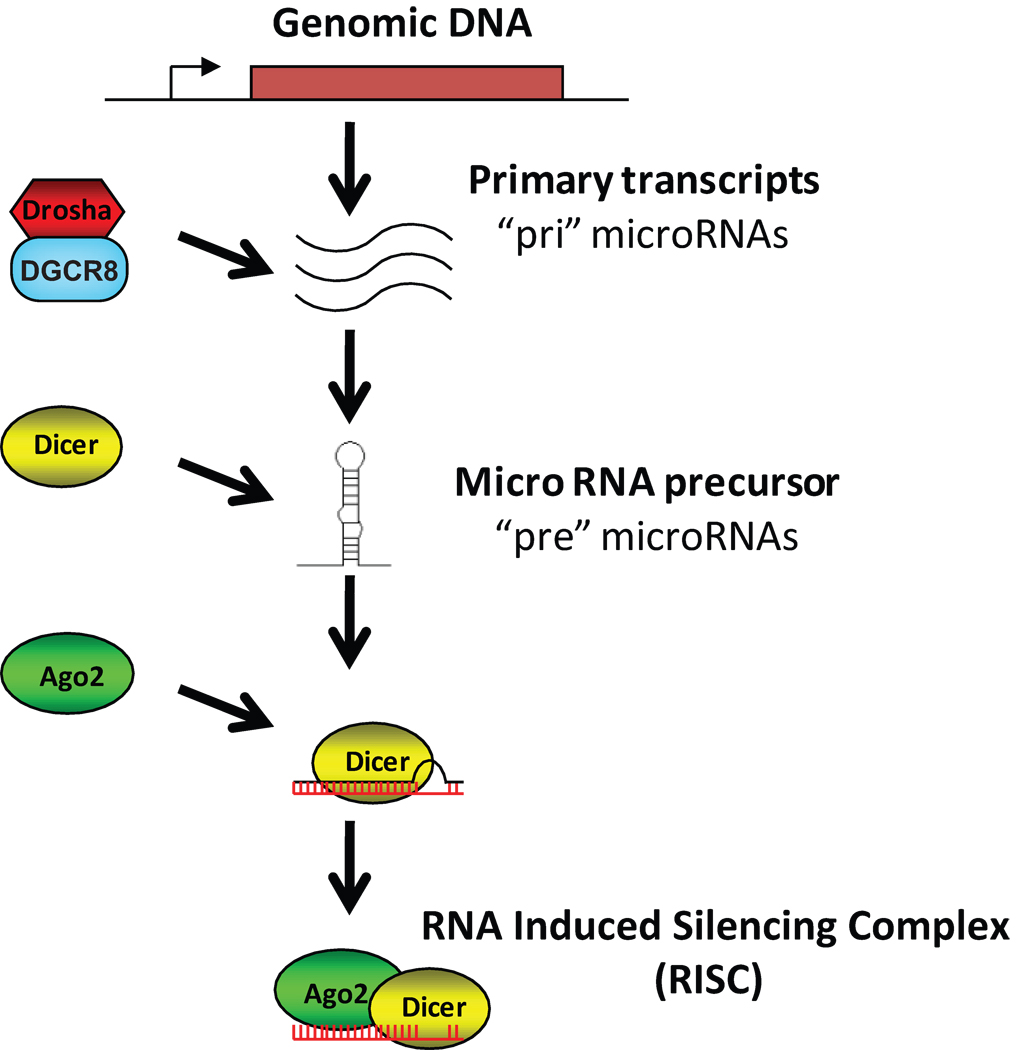 Genomic DNA
Primary transcripts
“pri” microRNAs
Drosha
DGCR8
Dicer
Micro RNA precursor
“pre” microRNAs
Ago2
Dicer
RNA Induced Silencing Complex
(RISC)
Ago2
Dicer